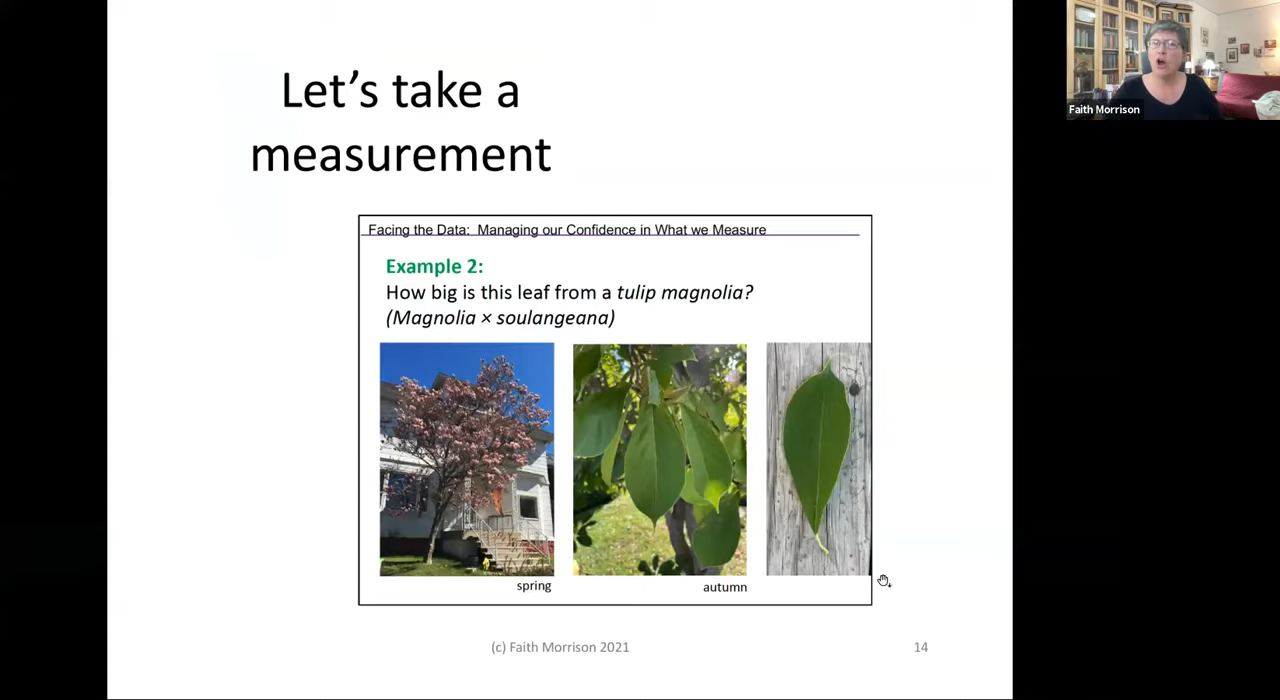 Let's take a
measurement
Faith Morrison
Facing the Data: Managing our Confidence in What we Measure
Example 2:
How big is this leaf from a tulip magnolia?
(Magnolia × soulangeana)
spring
autumn
(c) Faith Morrison 2021
14